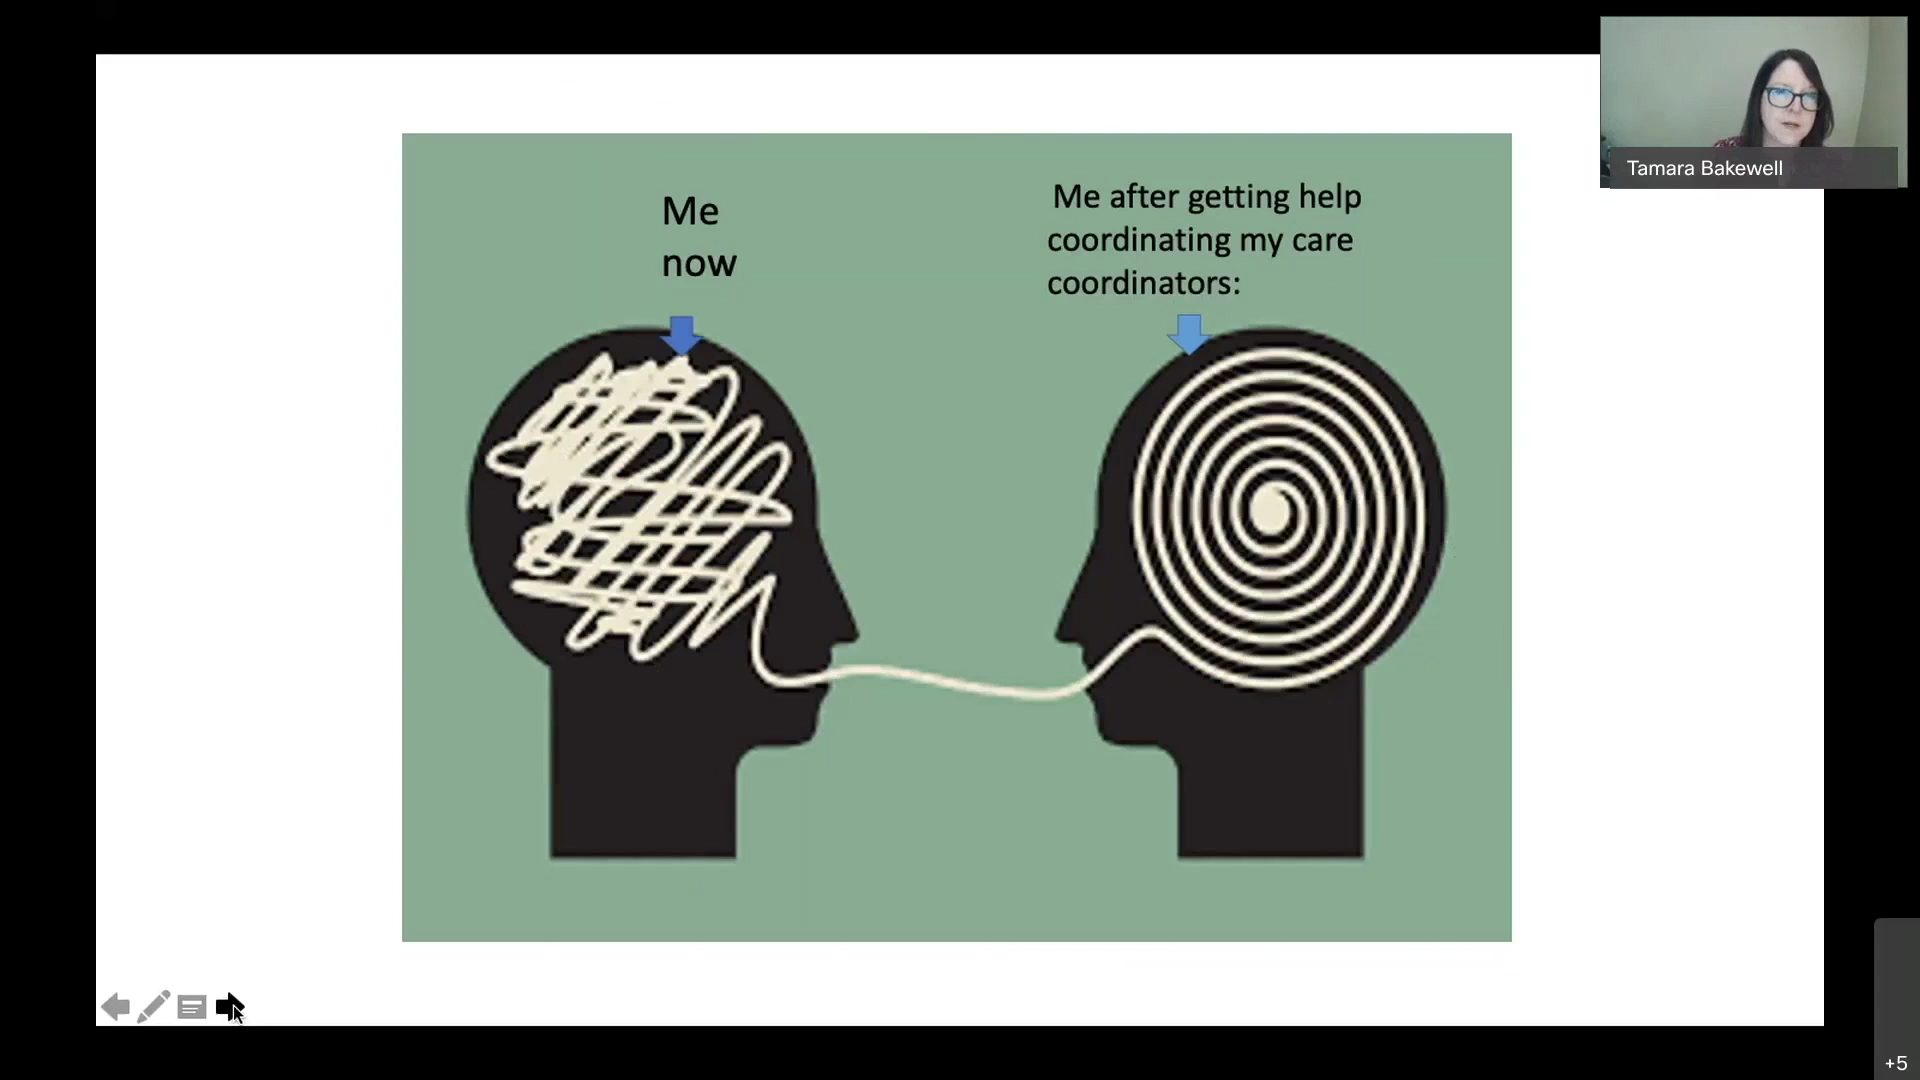 Me
now
Me after getting help
coordinating my care
coordinators:
Tamara Bakewell
+5